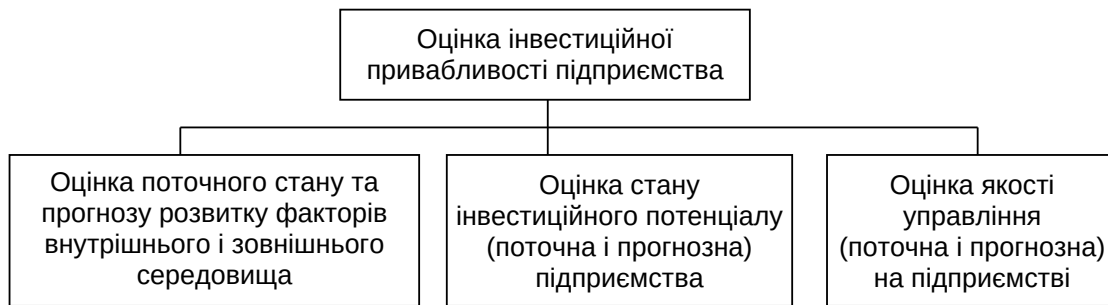 Оцінка інвестиційної
привабливості підприємства
Оцінка поточного стану та
прогнозу розвитку факторів
внутрішнього і зовнішнього
середовища
Оцінка стану
інвестиційного потенціалу
(поточна і прогнозна)
підприємства
Оцінка якості
управління
(поточна і прогнозна)
на підприємстві